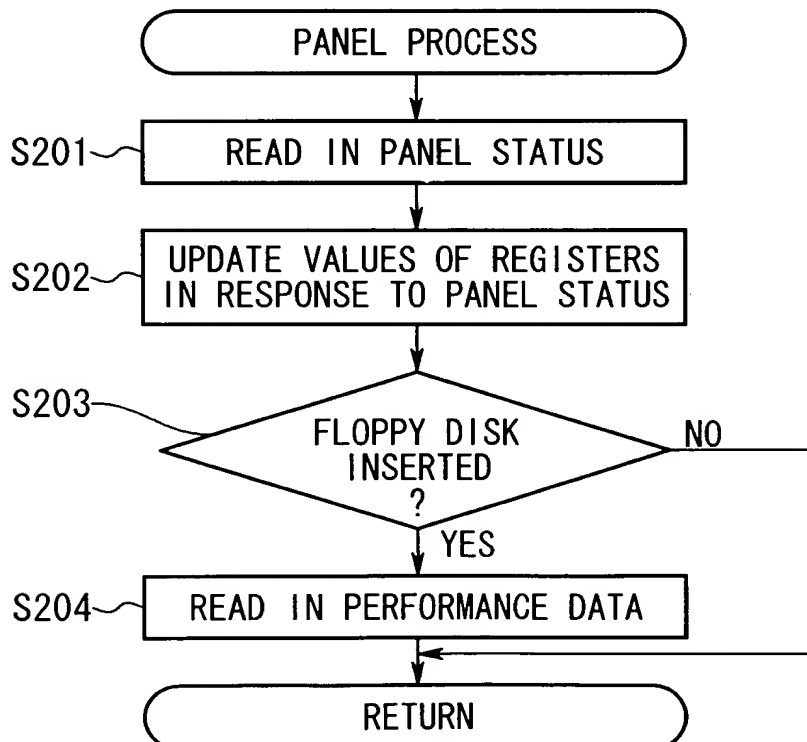 PANEL PROCESS
S201
READ IN PANEL STATUS
S202
UPDATE VALUES OF REGISTERS
IN RESPONSE TO PANEL STATUS
S203
FLOPPY DISK
INSERTED
?
NO
YES
S204
READ IN PERFORMANCE DATA
RETURN